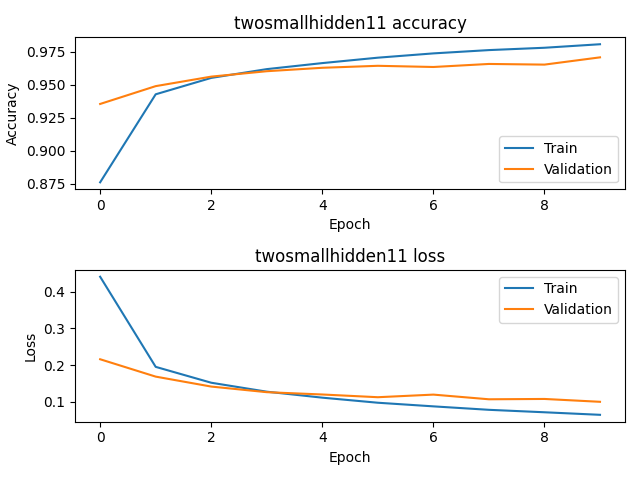 twosmallhidden11 accuracy
Accuracy
0.975
0.950
0.925
0.900
0.875
Train
Validation
0 2 4 6 8
Epoch
twosmallhidden11 loss
Loss
0.4
0.3
0.2
0.1
Train
Validation
0 2 4 6 8
Epoch